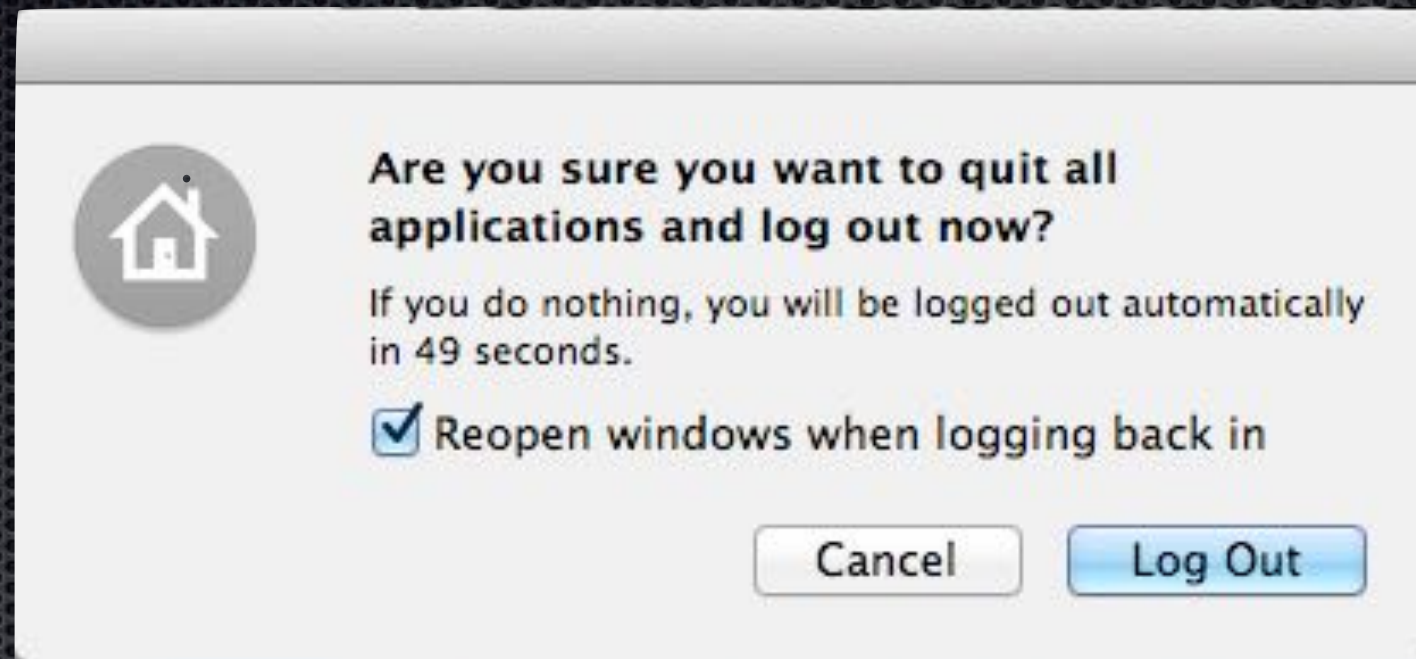 Are you sure you want to quit all
applications and log out now?
If you do nothing, you will be logged out automatically
in 49 seconds.
Reopen windows when logging back in
Cancel
Log Out